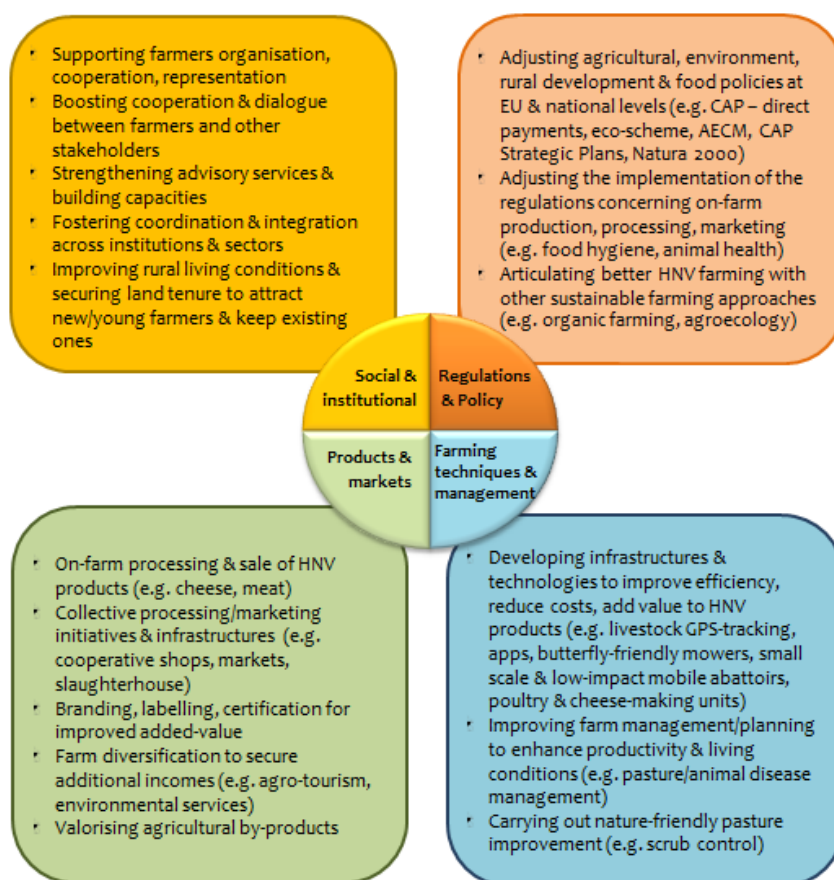 Supporting farmers organisation,
cooperation, representation
Boosting cooperation & dialogue
between farmers and other
stakeholders
Strengthening advisory services &
building capacities
Fostering coordination & integration
across institutions & sectors
Improving rural living conditions &
securing land tenure to attract
new/young farmers & keep existing
ones
Adjusting agricultural, environment,
rural development & food policies at
EU & national levels (e.g. CAP – direct
payments, eco-scheme, AECM, CAP
Strategic Plans, Natura 2000)
Adjusting the implementation of the
regulations concerning on-farm
production, processing, marketing
(e.g. food hygiene, animal health)
Articulating better HNV farming with
other sustainable farming approaches
(e.g. organic farming, agroecology)
Social &
institutional
Regulations
& Policy
Products &
markets
Farming
techniques &
management
On-farm processing & sale of HNV
products (e.g. cheese, meat)
Collective processing/marketing
initiatives & infrastructures (e.g.
cooperative shops, markets,
slaughterhouse)
Branding, labelling, certification for
improved added-value
Farm diversification to secure
additional incomes (e.g. agro-tourism,
environmental services)
Valorising agricultural by-products
Developing infrastructures &
technologies to improve efficiency,
reduce costs, add value to HNV
products (e.g. livestock GPS-tracking,
apps, butterfly-friendly mowers, small
scale & low-impact mobile abattoirs,
poultry & cheese-making units)
Improving farm management/planning
to enhance productivity & living
conditions (e.g. pasture/animal disease
management)
Carrying out nature-friendly pasture
improvement (e.g. scrub control)